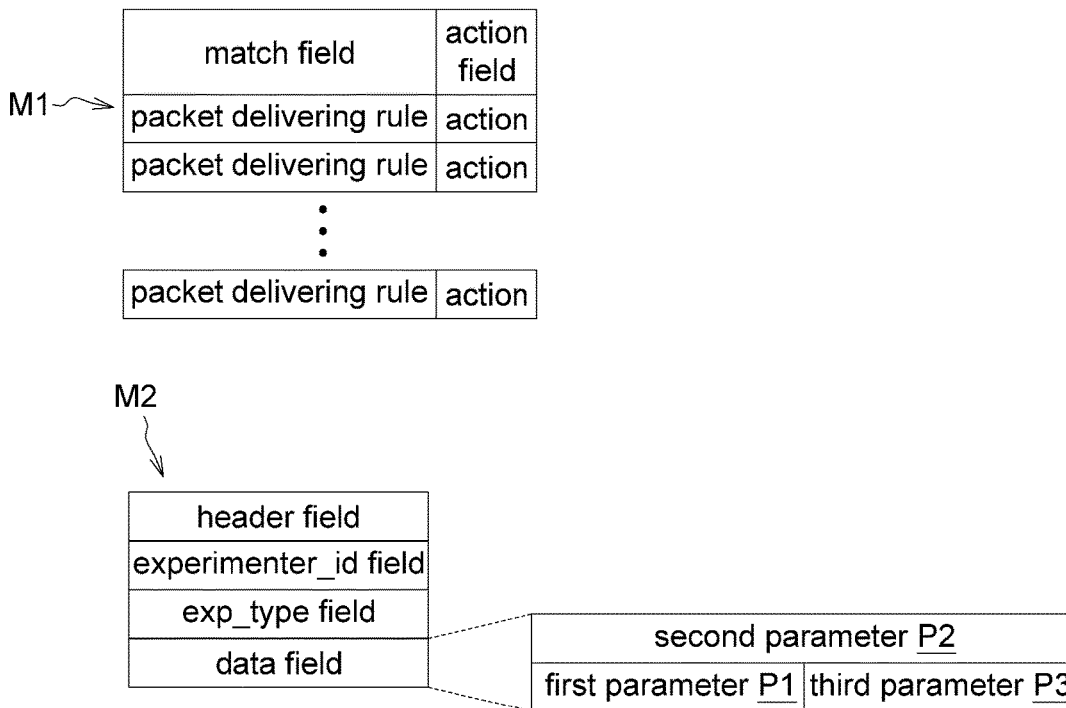 match field
action
field
M1
packet delivering rule
action
packet delivering rule
action
packet delivering rule
action
M2
header field
experimenter_id field
exp_type field
data field
second parameter P2
first parameter P1
third parameter P3